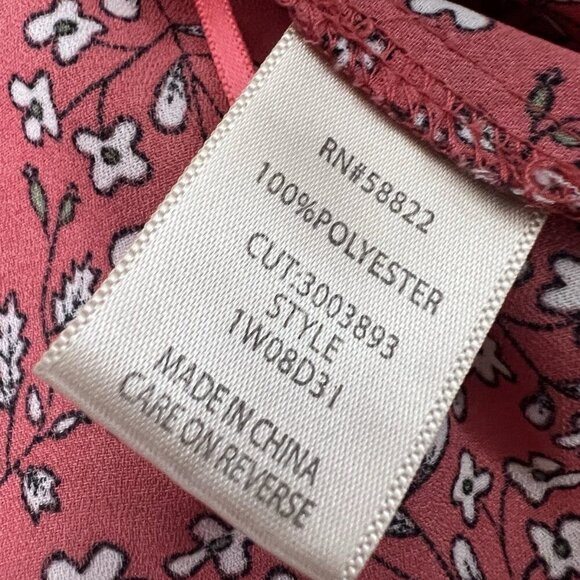 RN#58822
100%POLYESTER
CUT:3003893
STYLE
1W08D31
MADE IN CHINA
CARE ON REVERSE